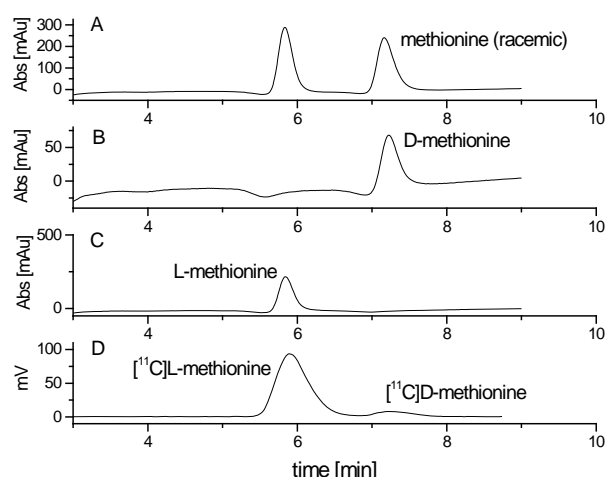 A
methionine (racemic)
Abs [mAu]
300
200
100
0
4
6
8
10
B
D-methionine
Abs [mAu]
50
0
4
6
8
10
C
L-methionine
Abs [mAu]
500
0
4
6
8
10
D
[¹¹C]L-methionine
[¹¹C]D-methionine
mV
100
50
0
4
6
8
10
time [min]